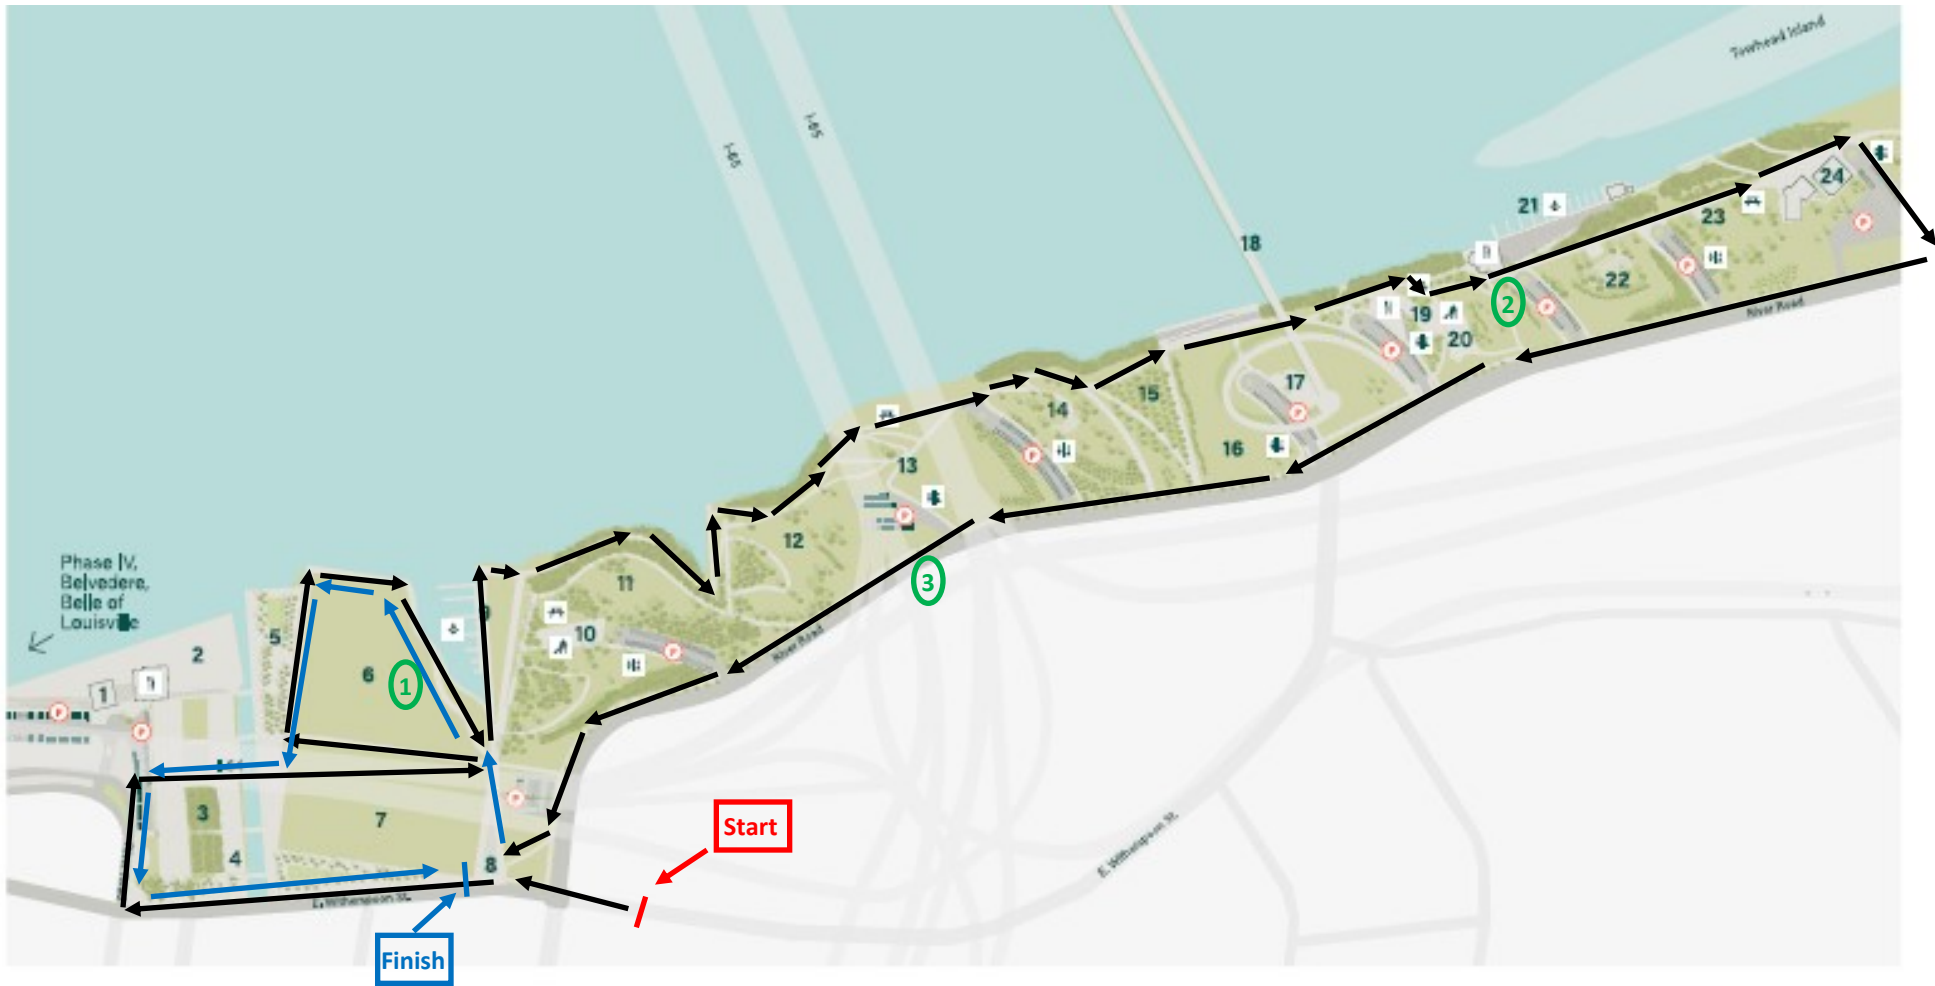 Towhead Island
I-65
I-65
18
21
24
23
22
2
19
20
River Road
17
15
14
16
13
12
3
11
10
River Road
9
Phase IV,
Belvedere,
Belle of
Louisville
2
1
5
6
1
I-64
3
4
7
8
Start
E. Witherspoon St.
E. Witherspoon St.
Finish
P
P
P
P
P
P
P
P
P
P
P